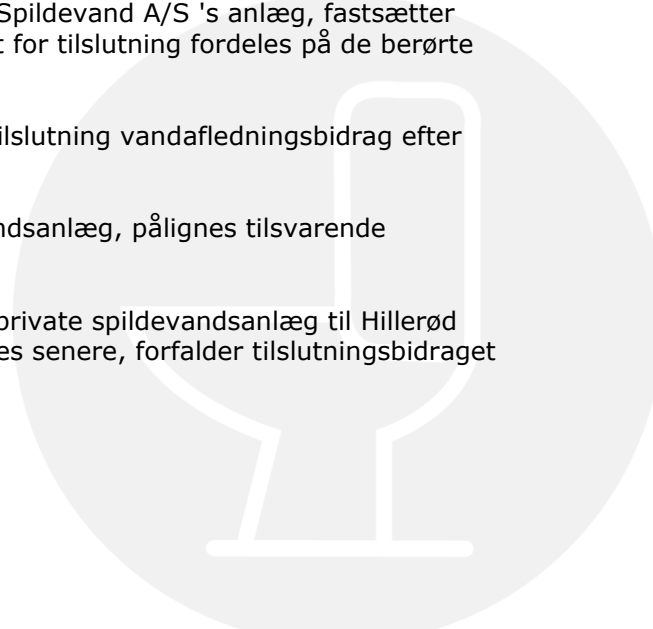 Spildevand A/S 's anlæg, fastsætter
t for tilslutning fordeles på de berørte
ilslutning vandafledningsbidrag efter
ndsanlæg, pålignes tilsvarende
private spildevandsanlæg til Hillerød
es senere, forfalder tilslutningsbidraget